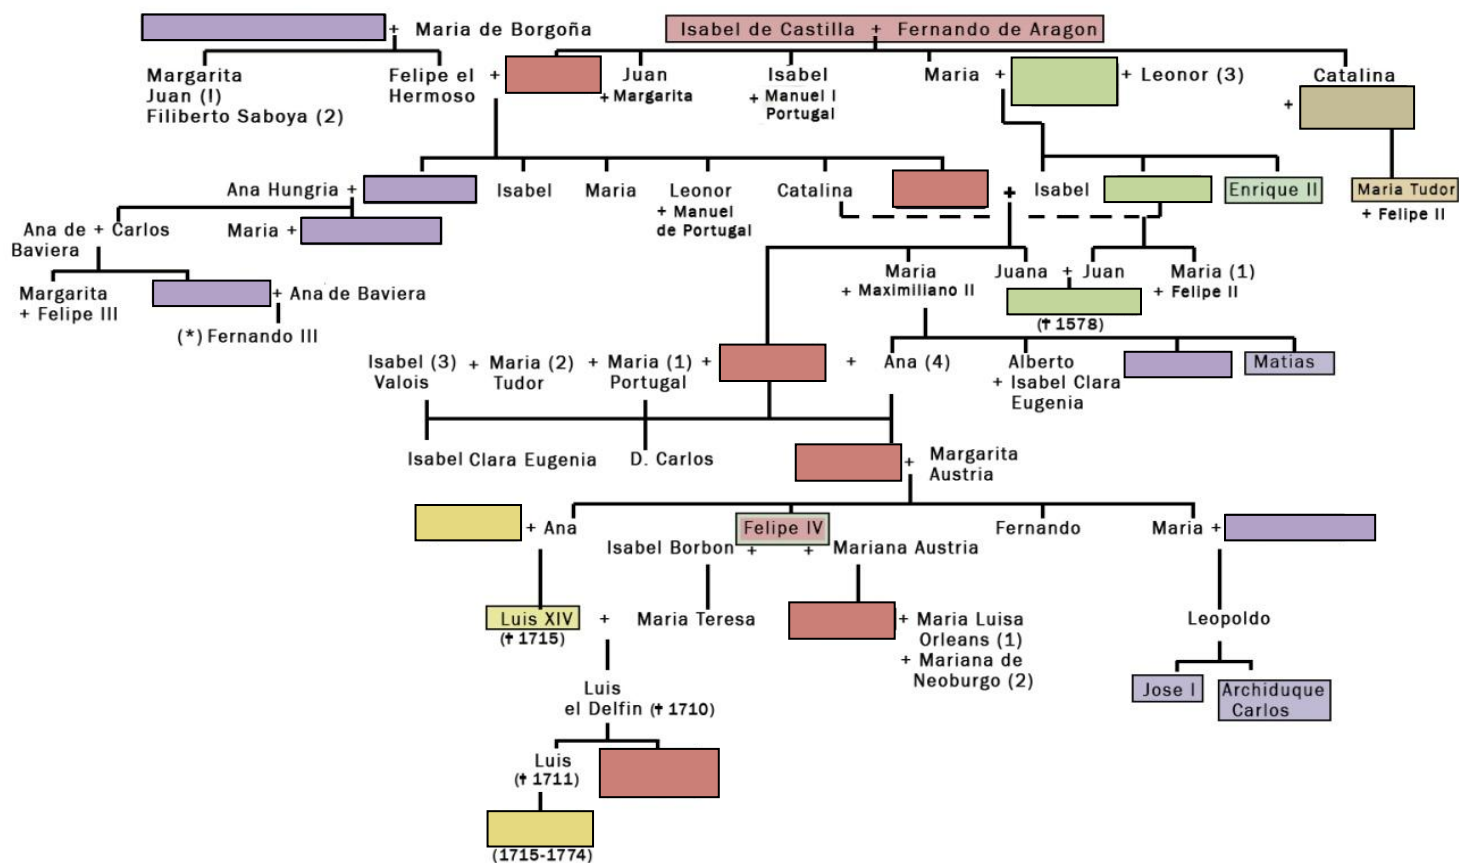 + Maria de Borgoña
Isabel de Castilla + Fernando de Aragon
Margarita
Juan (I)
Filiberto Saboya (2)
Felipe el +
Hermoso
Juan
+ Margarita
Isabel
+ Manuel I
Portugal
Maria +
+ Leonor (3)
Catalina
+
Ana Hungria +
Isabel
Maria
Leonor
+ Manuel
de Portugal
Catalina
+
Isabel
Enrique II
Maria Tudor
+ Felipe II
Ana de + Carlos
Baviera
Maria +
Margarita
+ Felipe III
+ Ana de Baviera
(*) Fernando III
Maria
+ Maximiliano II
Juana + Juan
Maria (1)
+ Felipe II
(✝ 1578)
Isabel (3)
Valois
+ Maria (2)
Tudor
+ Maria (1) +
Portugal
+ Ana (4)
Alberto
+ Isabel Clara
Eugenia
Matias
Isabel Clara Eugenia
D. Carlos
+ Margarita
Austria
+ Ana
Felipe IV
Fernando
Maria +
Isabel Borbon +
+ Mariana Austria
Luis XIV +
(✝ 1715)
Maria Teresa
+ Maria Luisa
Orleans (1)
+ Mariana de
Neoburgo (2)
Leopoldo
Jose I
Archiduque
Carlos
Luis
el Delfin (✝ 1710)
Luis
(✝ 1711)
(1715-1774)